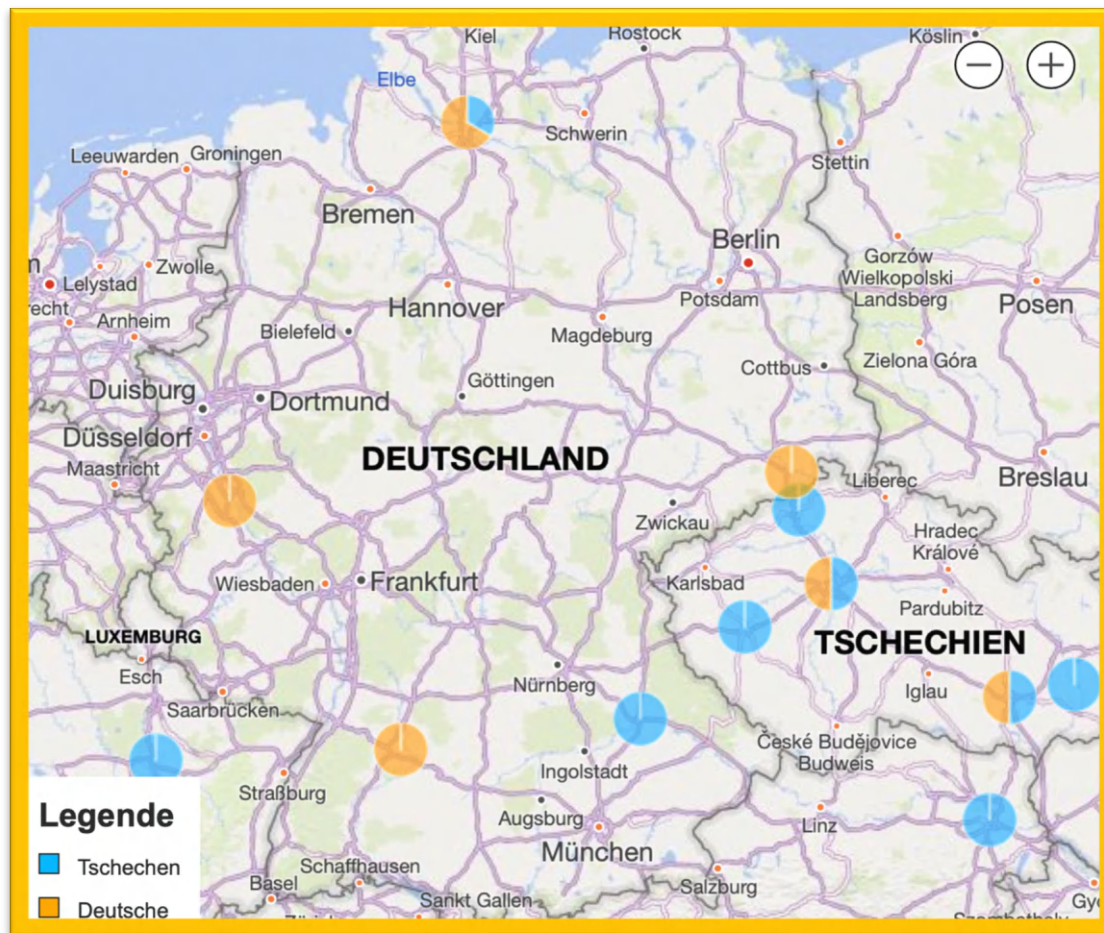 Kiel
Rostock
Köslin
Elbe
Schwerin
Stettin
Leeuwarden
Groningen
Bremen
Berlin
Gorzów
Wielkopolski
Landsberg
Zwolle
Lelystad
Potsdam
Posen
Hannover
Arnheim
Bielefeld
Magdeburg
Zielona Góra
Cottbus
Göttingen
Duisburg
Dortmund
Düsseldorf
DEUTSCHLAND
Maastricht
Breslau
Liberec
Zwickau
Hradec
Králové
Karlsbad
Wiesbaden
Frankfurt
Pardubitz
LUXEMBURG
TSCHECHIEN
Esch
Nürnberg
Iglau
Saarbrücken
České Budějovice
Budweis
Ingolstadt
Straßburg
Augsburg
Linz
München
Legende
Tschechen
Deutsche
Schaffhausen
Basel
Salzburg
Sankt Gallen